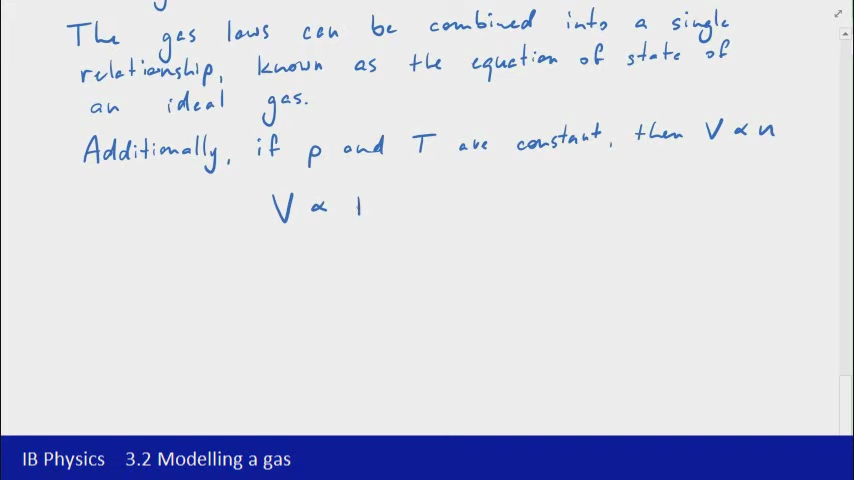 The gas laws can be combined into a single
relationship, known as the equation of state of
an ideal gas.
Additionally, if p and T are constant, then V ∝ n
V ∝ 1
IB Physics 3.2 Modelling a gas